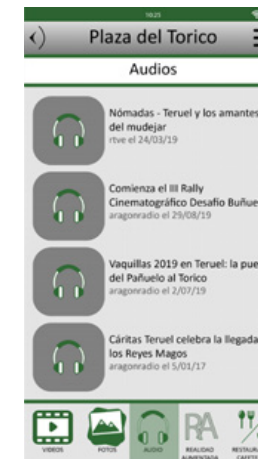 10:25
Plaza del Torico
Audios
Nómadas - Teruel y los amantes
del mudejar
rtve el 24/03/19
Comienza el III Rally
Cinematográfico Desafío Buñue
aragonradio el 29/08/19
Vaquillas 2019 en Teruel: la pue
del Pañuelo al Torico
aragonradio el 2/07/19
Cáritas Teruel celebra la llegada
los Reyes Magos
aragonradio el 5/01/17
RA
VIDEOS FOTOS AUDIO REALIDAD RESTAURA
AUMENTADA CAFETE